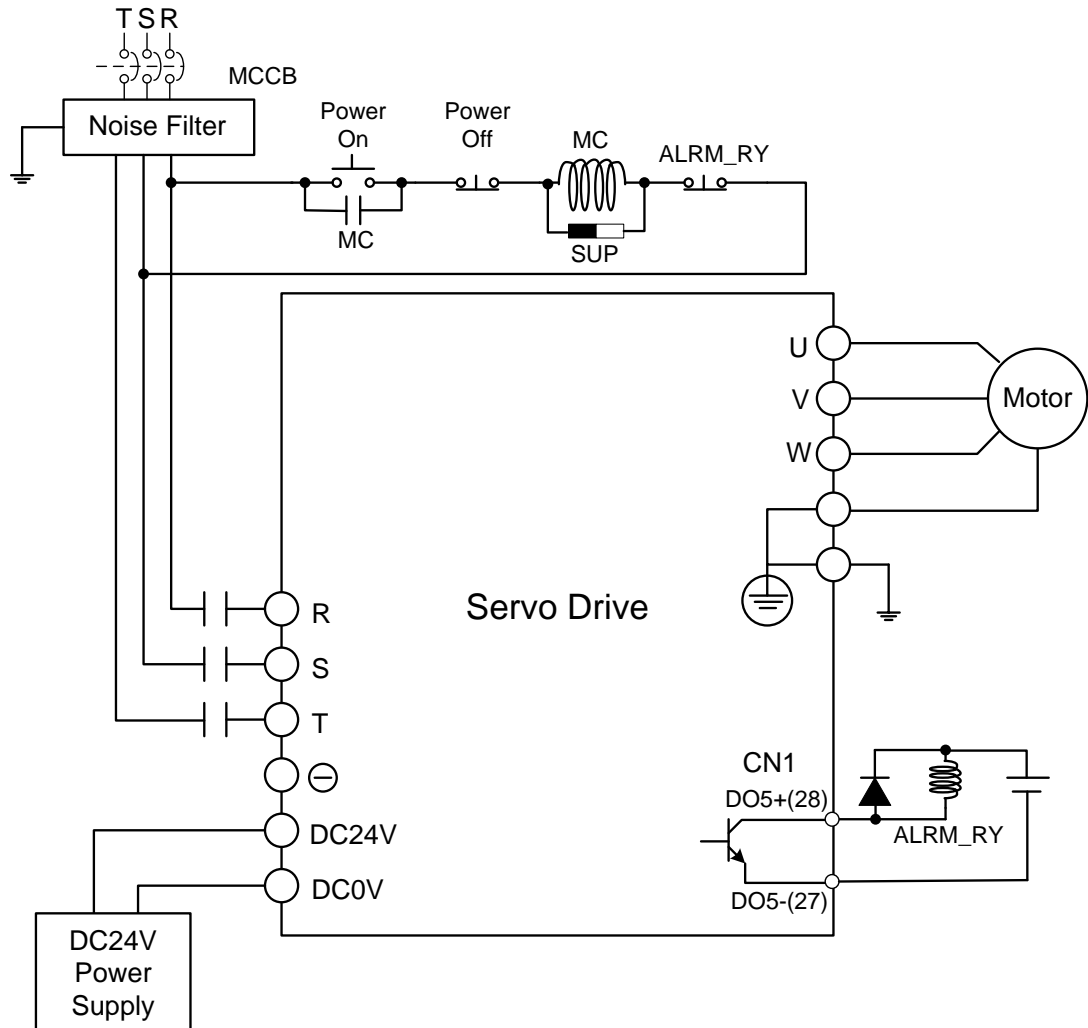 T S R
MCCB
Noise Filter
Power
On
Power
Off
MC
ALRM_RY
MC
SUP
U
V
W
Motor
Servo Drive
R
S
T
DC24V
DC0V
DC24V
Power
Supply
CN1
DO5+(28)
DO5-(27)
ALRM_RY